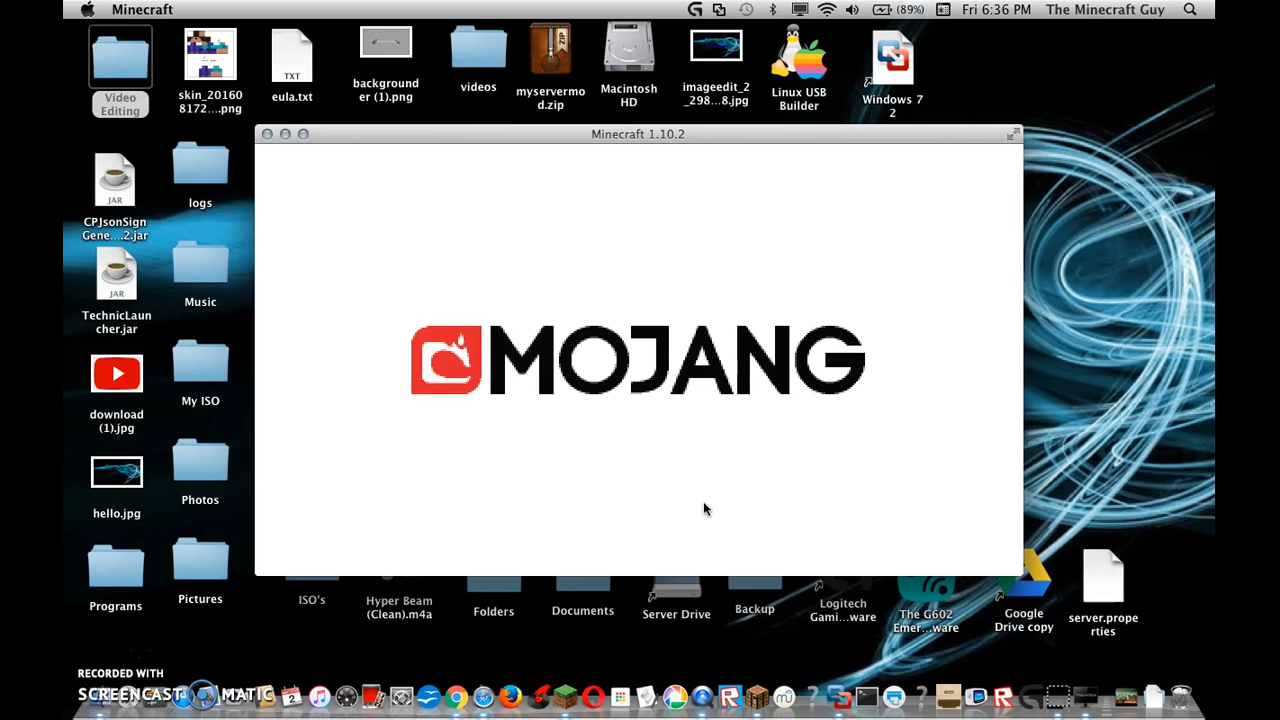 Minecraft
(89%)
Fri 6:36 PM
The Minecraft Guy
Video
Editing
skin_20160
8172....png
TXT
eula.txt
background
er (1).png
videos
ZIP
myservermo
d.zip
Macintosh
HD
imageedit_2
_298...8.jpg
Linux USB
Builder
Windows 7
2
Minecraft 1.10.2
JAR
CPJsonSign
Gene....2.jar
logs
JAR
TechnicLaun
cher.jar
Music
download
(1).jpg
My ISO
MOJANG
hello.jpg
Photos
Programs
Pictures
ISO's
Hyper Beam
(Clean).m4a
Folders
Documents
Server Drive
Backup
Logitech
Gami...ware
The G602
Emer...ware
Google
Drive copy
server.prope
rties
RECORDED WITH
SCREENCAST MATIC